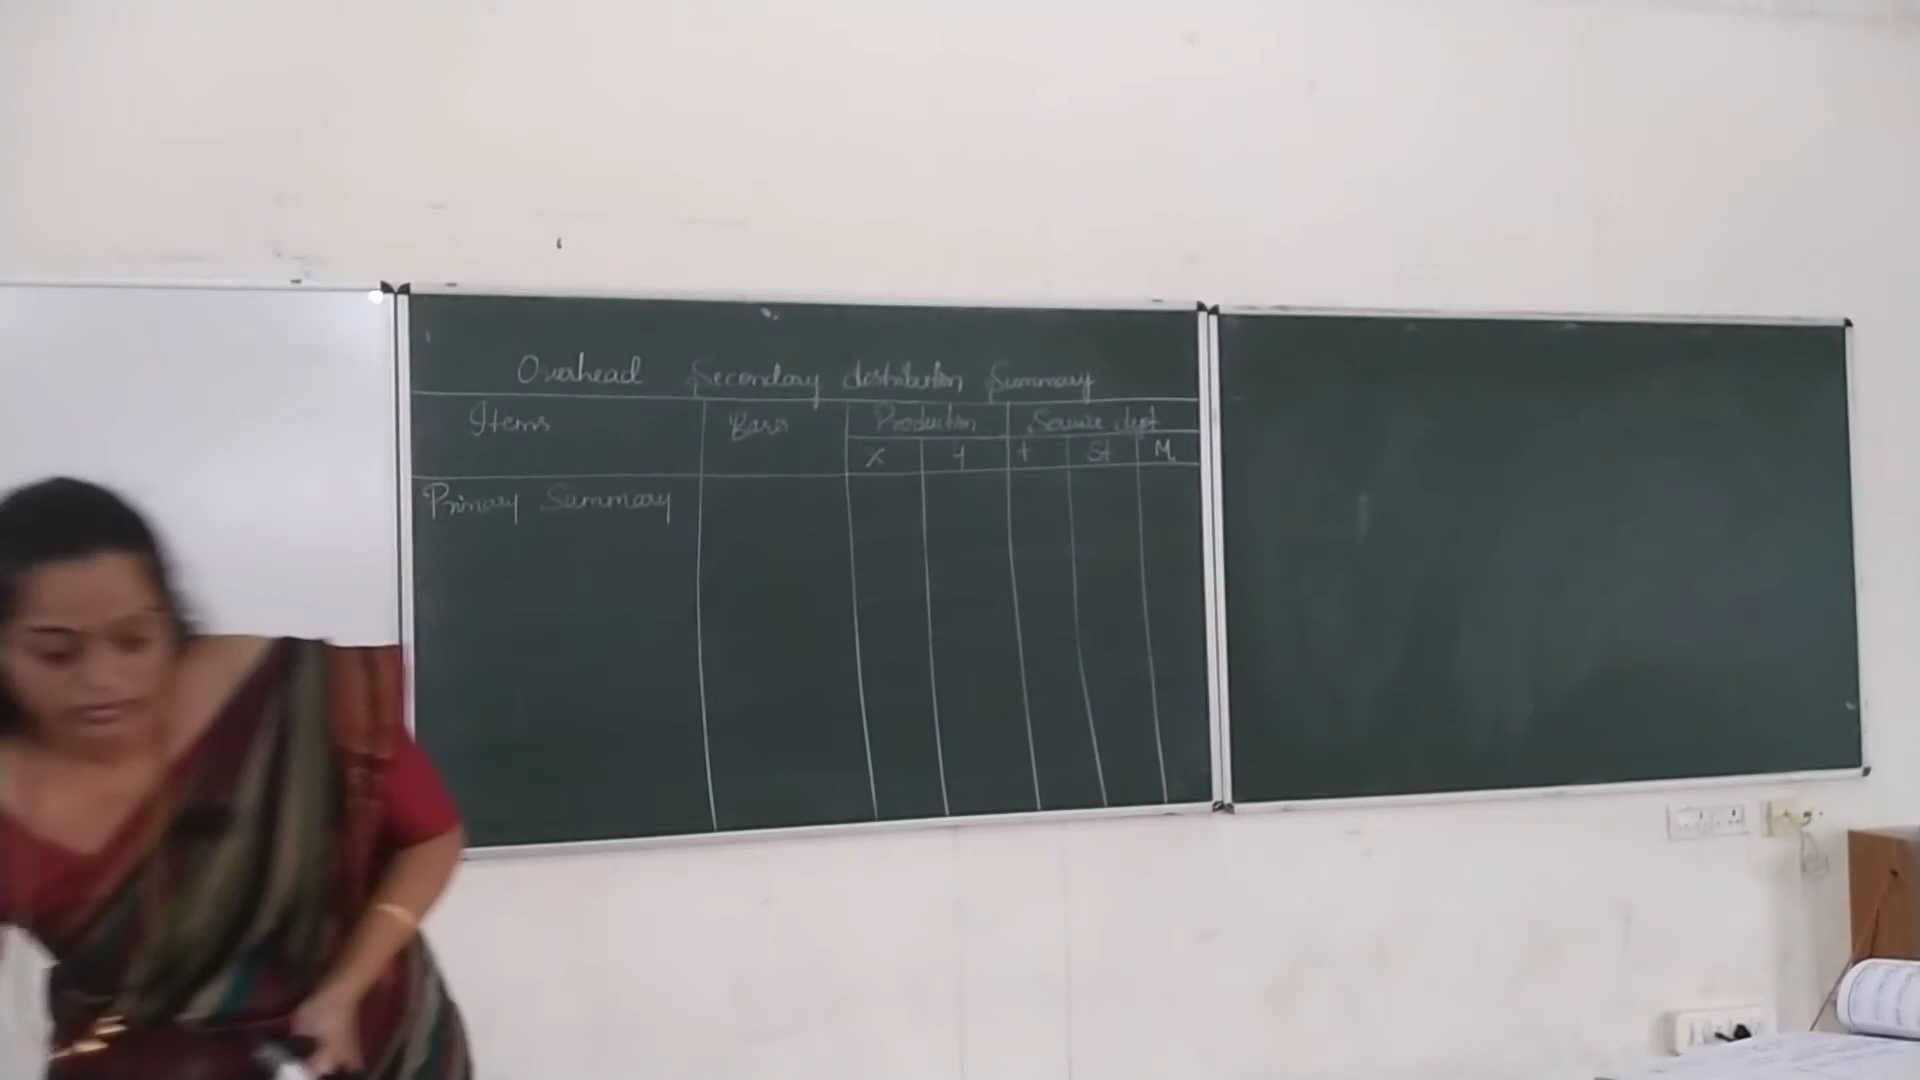 Overhead Secondary distribution Summary
Items Basis Production Service dept
X Y t St M
Primary Summary